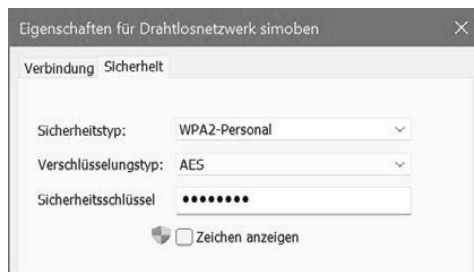 Eigenschaften für Drahtlosnetzwerk simoben
Verbindung Sicherheit
Sicherheitstyp: WPA2-Personal
Verschlüsselungstyp: AES
Sicherheitsschlüssel ••••••••
Zeichen anzeigen